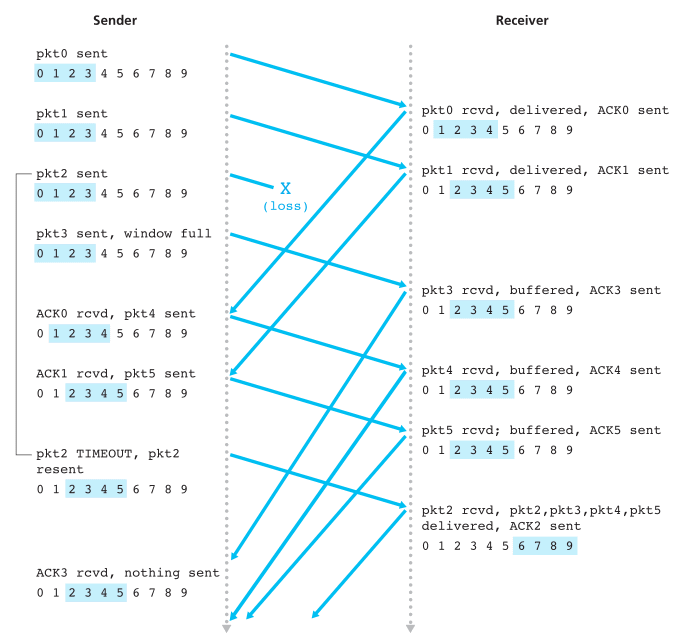 Sender
Receiver
pkt0 sent
0 1 2 3 4 5 6 7 8 9
pkt0 rcvd, delivered, ACK0 sent
0 1 2 3 4 5 6 7 8 9
pkt1 sent
0 1 2 3 4 5 6 7 8 9
pkt1 rcvd, delivered, ACK1 sent
0 1 2 3 4 5 6 7 8 9
pkt2 sent
0 1 2 3 4 5 6 7 8 9
X
(loss)
pkt3 sent, window full
0 1 2 3 4 5 6 7 8 9
pkt3 rcvd, buffered, ACK3 sent
0 1 2 3 4 5 6 7 8 9
ACK0 rcvd, pkt4 sent
0 1 2 3 4 5 6 7 8 9
pkt4 rcvd, buffered, ACK4 sent
0 1 2 3 4 5 6 7 8 9
ACK1 rcvd, pkt5 sent
0 1 2 3 4 5 6 7 8 9
pkt5 rcvd; buffered, ACK5 sent
0 1 2 3 4 5 6 7 8 9
pkt2 TIMEOUT, pkt2
resent
0 1 2 3 4 5 6 7 8 9
pkt2 rcvd, pkt2,pkt3,pkt4,pkt5
delivered, ACK2 sent
0 1 2 3 4 5 6 7 8 9
ACK3 rcvd, nothing sent
0 1 2 3 4 5 6 7 8 9